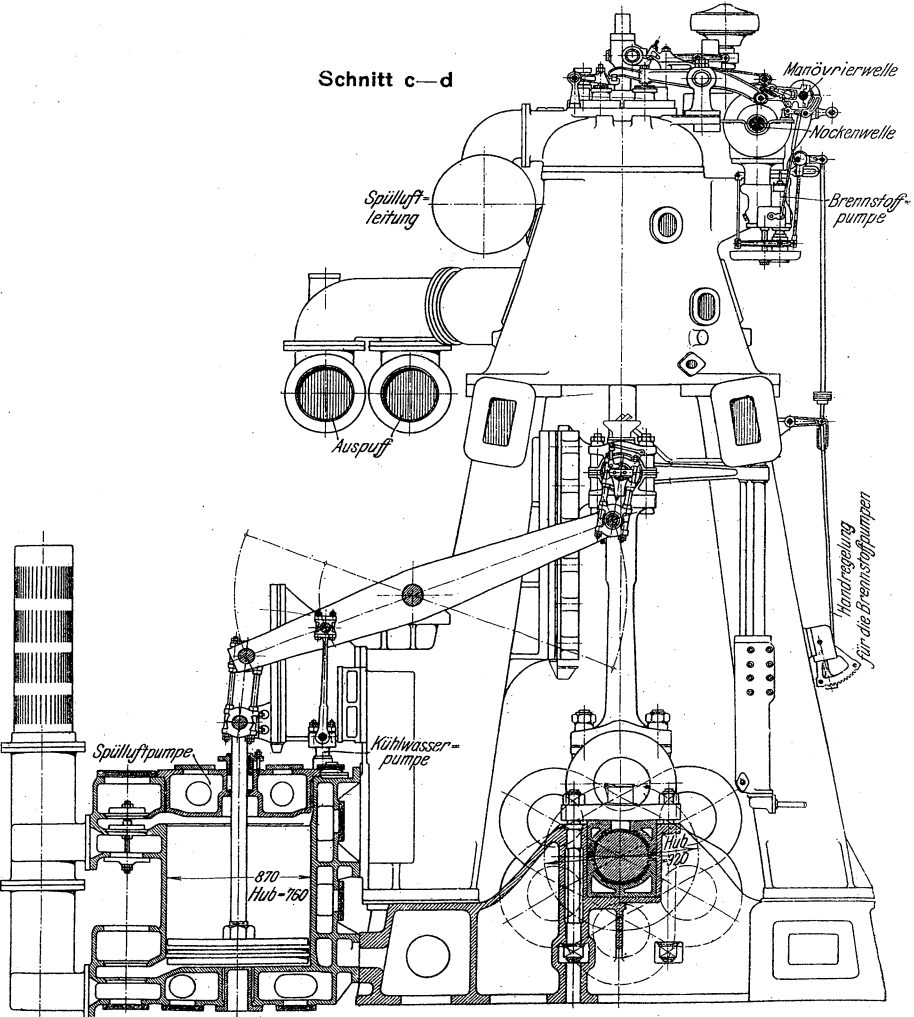 Schnitt c—d
Manövrierwelle
Nockenwelle
Spülluft=
leitung
Brennstoff=
pumpe
Auspuff
Handregelung
für die Brennstoffpumpen
Spülluftpumpe
Kühlwasser=
pumpe
870
Hub=760
Hub
920